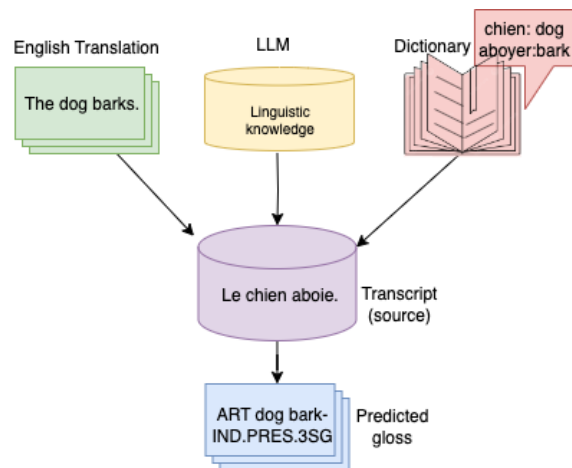 English Translation
The dog barks.
LLM
Linguistic
knowledge
Dictionary
chien: dog
aboyer:bark
Le chien aboie.
Transcript
(source)
ART dog bark-
IND.PRES.3SG
Predicted
gloss